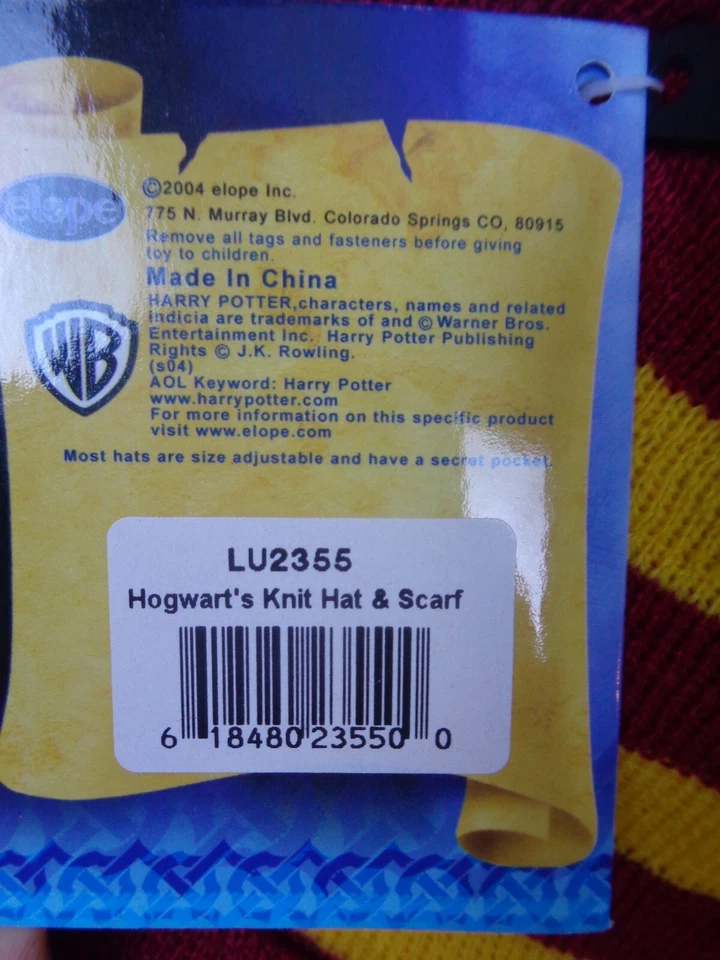 ©2004 elope Inc.
elope
775 N. Murray Blvd. Colorado Springs CO, 80915
Remove all tags and fasteners before giving
toy to children.
Made In China
HARRY POTTER,characters, names and related
indicia are trademarks of and © Warner Bros.
Entertainment Inc. Harry Potter Publishing
Rights © J.K. Rowling.
(s04)
WB
AOL Keyword: Harry Potter
www.harrypotter.com
For more information on this specific product
visit www.elope.com
Most hats are size adjustable and have a secret pocket.
LU2355
Hogwart's Knit Hat & Scarf
6 18480 23550 0